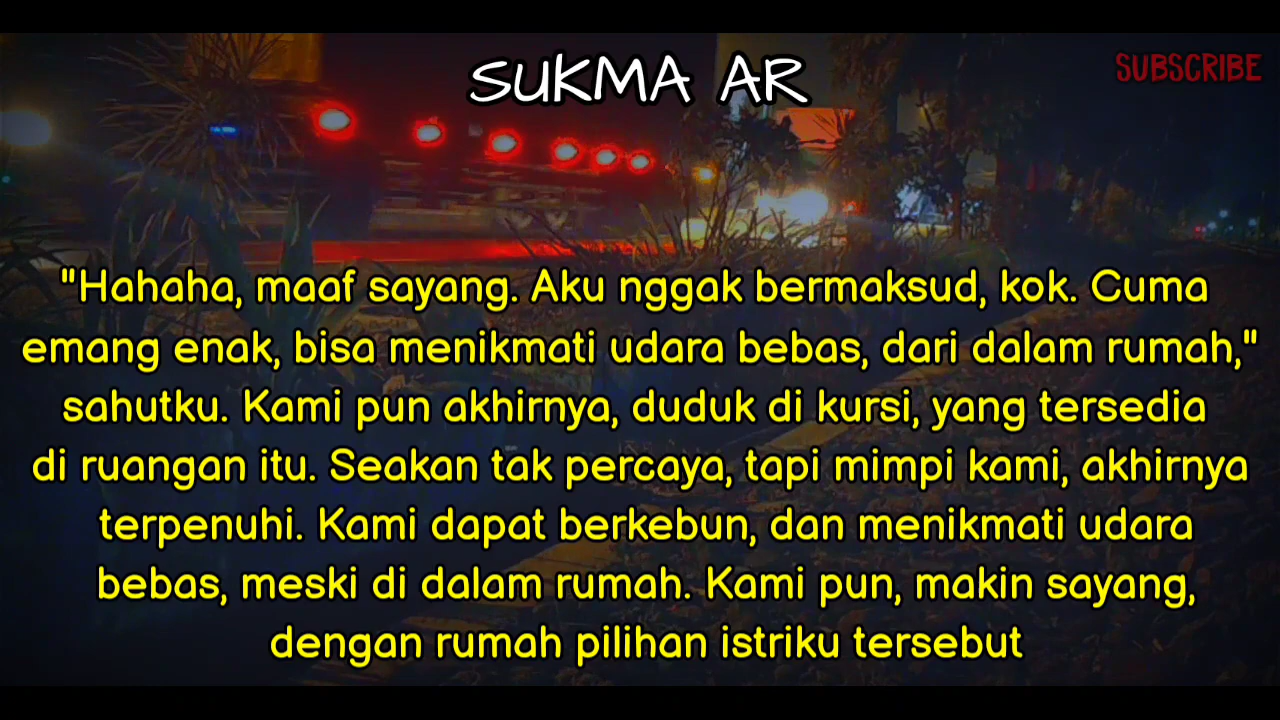 SUKMA AR
SUBSCRIBE
"Hahaha, maaf sayang. Aku nggak bermaksud, kok. Cuma
emang enak, bisa menikmati udara bebas, dari dalam rumah,"
sahutku. Kami pun akhirnya, duduk di kursi, yang tersedia
di ruangan itu. Seakan tak percaya, tapi mimpi kami, akhirnya
terpenuhi. Kami dapat berkebun, dan menikmati udara
bebas, meski di dalam rumah. Kami pun, makin sayang,
dengan rumah pilihan istriku tersebut